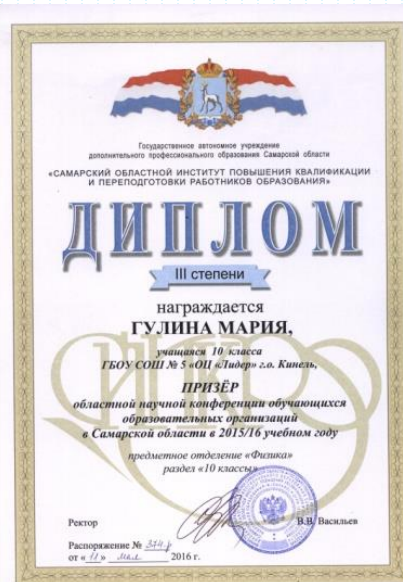 Государственное автономное учреждение
дополнительного профессионального образования Самарской области
«САМАРСКИЙ ОБЛАСТНОЙ ИНСТИТУТ ПОВЫШЕНИЯ КВАЛИФИКАЦИИ
И ПЕРЕПОДГОТОВКИ РАБОТНИКОВ ОБРАЗОВАНИЯ»
ДИПЛОМ
III степени
награждается
ГУЛИНА МАРИЯ,
учащаяся 10 класса
ГБОУ СОШ № 5 «ОЦ «Лидер» г.о. Кинель,
ПРИЗЁР
областной научной конференции обучающихся
образовательных организаций
в Самарской области в 2015/16 учебном году
предметное отделение «Физика»
раздел «10 классы»
Ректор В.В. Васильев
Распоряжение №
от « 11 » мая 2016 г.